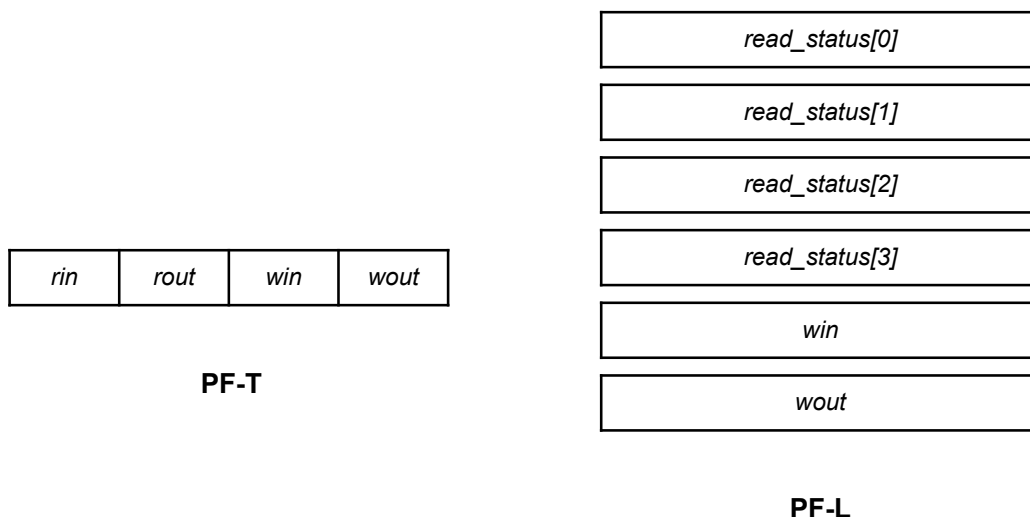 rin rout win wout
PF-T
read_status[0]
read_status[1]
read_status[2]
read_status[3]
win
wout
PF-L